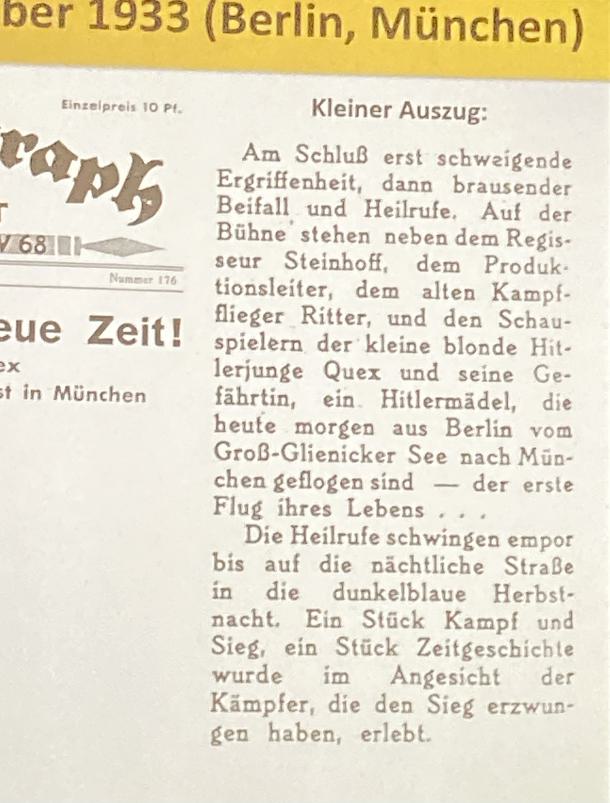 ber 1933 (Berlin, München)
Einzelpreis 10 Pf.
raph
T
V 68
Nummer 176
eue Zeit!
ex
st in München
Kleiner Auszug:
Am Schluß erst schweigende
Ergriffenheit, dann brausender
Beifall und Heilrufe. Auf der
Bühne stehen neben dem Regis-
seur Steinhoff, dem Produk-
tionsleiter, dem alten Kampf-
flieger Ritter, und den Schau-
spielern der kleine blonde Hit-
lerjunge Quex und seine Ge-
fährtin, ein Hitlermädel, die
heute morgen aus Berlin vom
Groß-Glienicker See nach Mün-
chen geflogen sind — der erste
Flug ihres Lebens . . .
Die Heilrufe schwingen empor
bis auf die nächtliche Straße
in die dunkelblaue Herbst-
nacht. Ein Stück Kampf und
Sieg, ein Stück Zeitgeschichte
wurde im Angesicht der
Kämpfer, die den Sieg erzwun-
gen haben, erlebt.